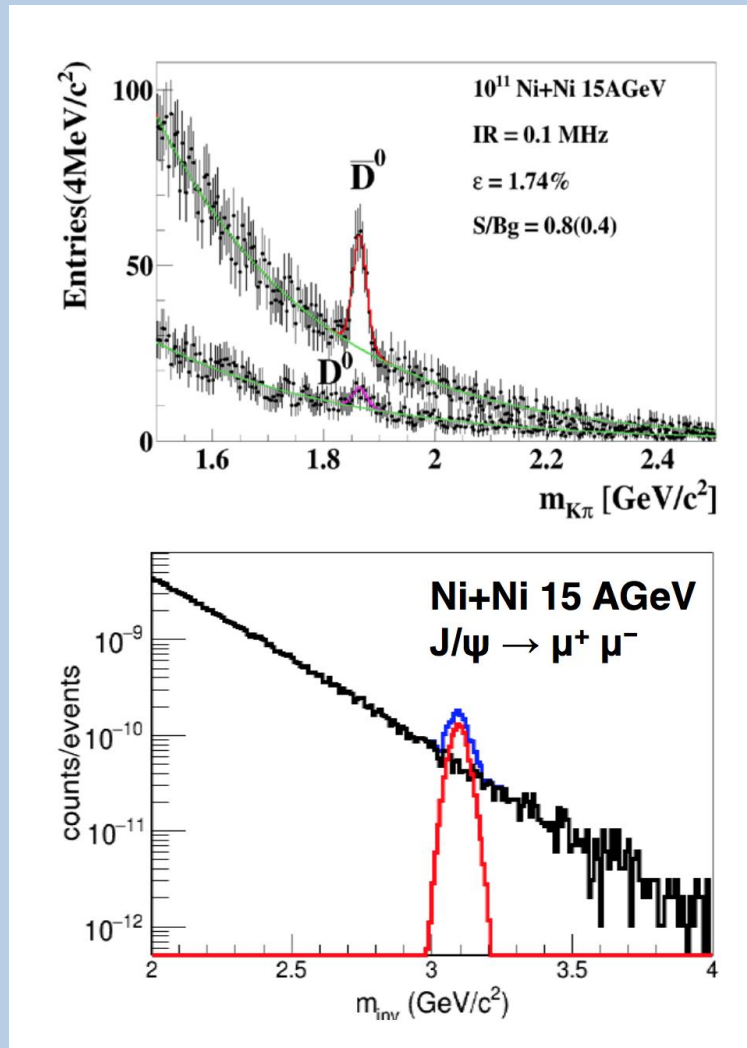 Entries(4MeV/c²)
100
50
0
10¹¹ Ni+Ni 15AGeV
IR = 0.1 MHz
ε = 1.74%
S/Bg = 0.8(0.4)
D̅⁰
D⁰
1.6 1.8 2 2.2 2.4
m_Kπ [GeV/c²]
counts/events
10⁻⁹
10⁻¹⁰
10⁻¹¹
10⁻¹²
Ni+Ni 15 AGeV
J/ψ → μ⁺ μ⁻
2 2.5 3 3.5 4
m_inv (GeV/c²)